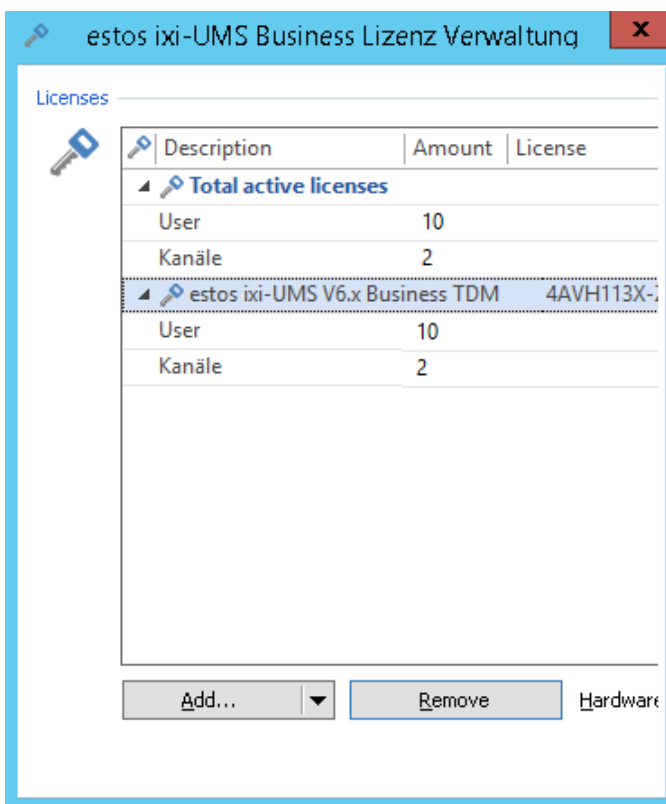 estos ixi-UMS Business Lizenz Verwaltung x
Licenses
Description Amount License
Total active licenses
User 10
Kanäle 2
estos ixi-UMS V6.x Business TDM 4AVH113X-
User 10
Kanäle 2
Add... Remove Hardware